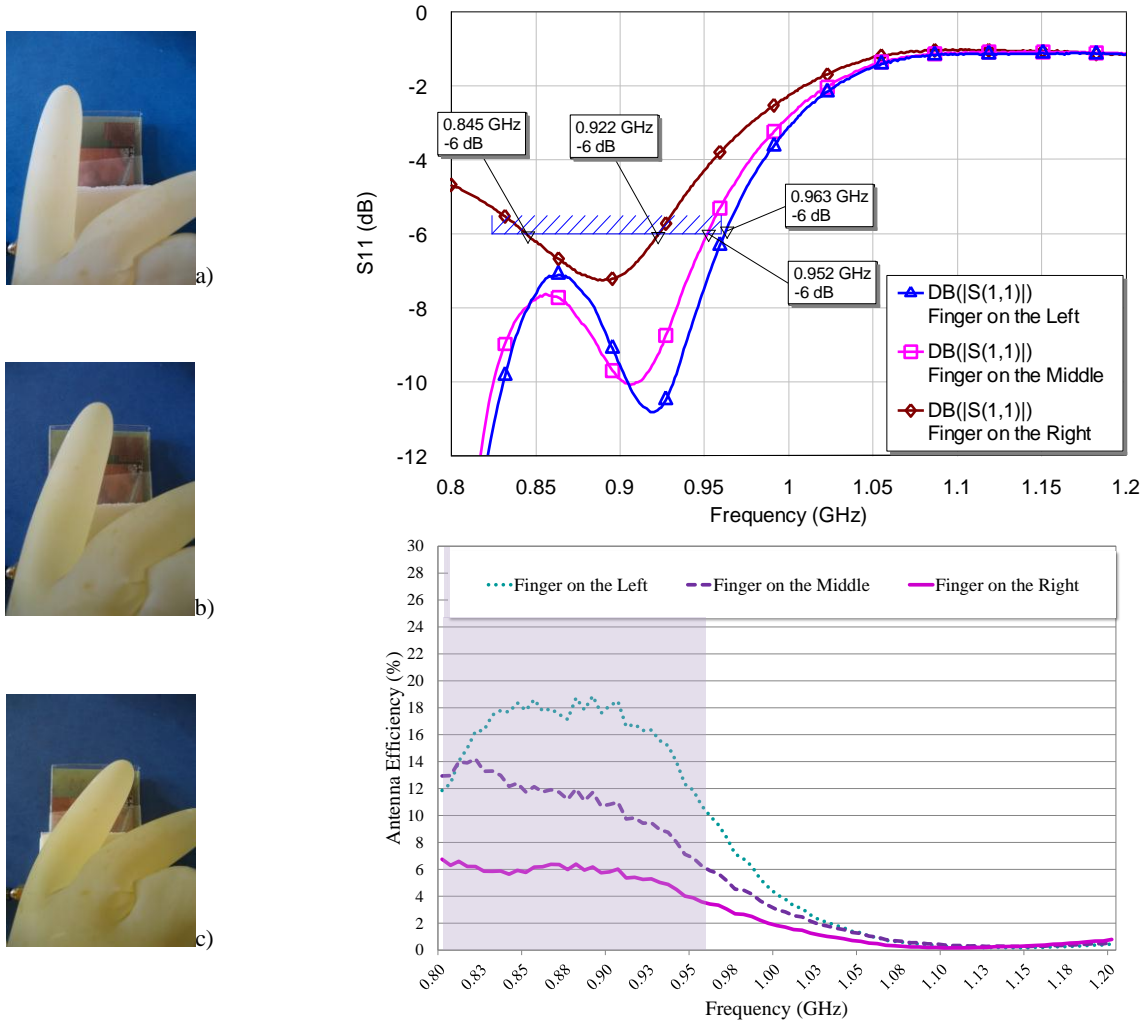 a)
b)
c)
0
-2
-4
-6
-8
-10
-12
S11 (dB)
0.845 GHz
-6 dB
0.922 GHz
-6 dB
0.963 GHz
-6 dB
0.952 GHz
-6 dB
DB(|S(1,1)|)
Finger on the Left
DB(|S(1,1)|)
Finger on the Middle
DB(|S(1,1)|)
Finger on the Right
0.8 0.85 0.9 0.95 1 1.05 1.1 1.15 1.2
Frequency (GHz)
30
28
26
24
22
20
18
16
14
12
10
8
6
4
2
0
Antenna Efficiency (%)
Finger on the Left Finger on the Middle Finger on the Right
0.80 0.83 0.85 0.88 0.90 0.93 0.95 0.98 1.00 1.03 1.05 1.08 1.10 1.13 1.15 1.18 1.20
Frequency (GHz)